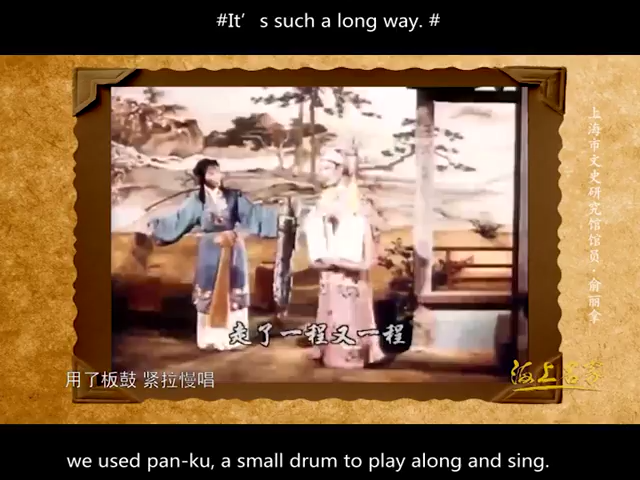 #It's such a long way. #
上海市文史研究馆馆员·俞丽拿
走了一程又一程
用了板鼓 紧拉慢唱
海上
we used pan-ku, a small drum to play along and sing.